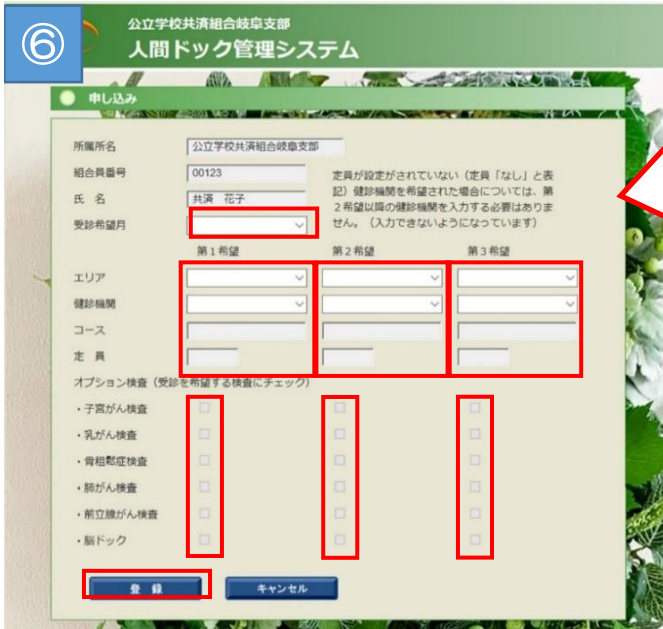 ⑥
公立学校共済組合岐阜支部
人間ドック管理システム
申し込み
所属所名 公立学校共済組合岐阜支部
組合員番号 00123
氏 名 共済 花子
受診希望月
定員が設定がされていない（定員「なし」と表
記）健診機関を希望された場合については、第
２希望以降の健診機関を入力する必要はありま
せん。（入力できないようになっています）
第１希望 第２希望 第３希望
エリア
健診機関
コース
定 員
オプション検査（受診を希望する検査にチェック）
・子宮がん検査
・乳がん検査
・骨粗鬆症検査
・肺がん検査
・前立腺がん検査
・脳ドック
登 録 キャンセル